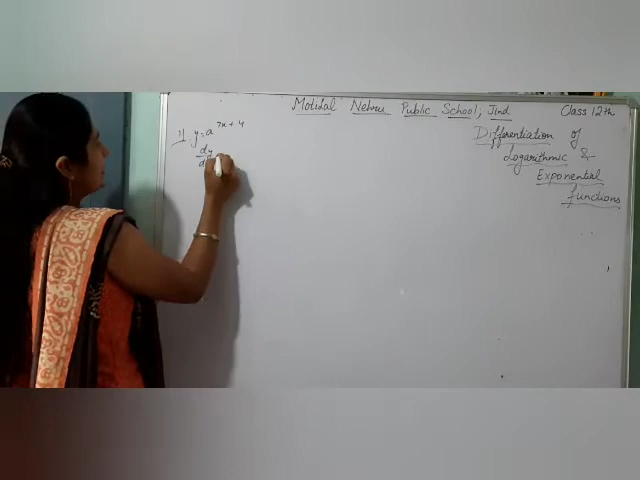 Motilal Nehru Public School, Jind Class 12th
Differentiation of
Logarithmic &
Exponential
functions
1) y = a^7x + 4
dy
d